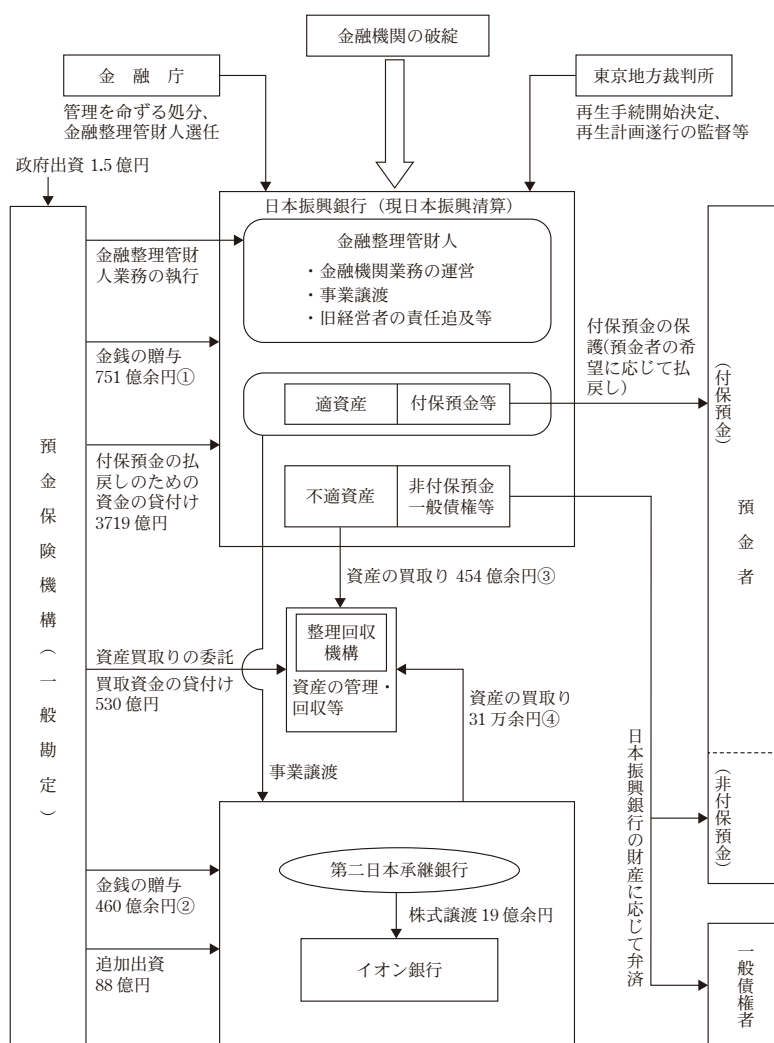 金融機関の破綻
金融庁
管理を命ずる処分、
金融整理管財人選任
東京地方裁判所
再生手続開始決定、
再生計画遂行の監督等
政府出資 1.5 億円
預金保険機構(一般勘定)
日本振興銀行(現日本振興清算)
金融整理管財人
・金融機関業務の運営
・事業譲渡
・旧経営者の責任追及等
金融整理管財
人業務の執行
金銭の贈与
751 億余円①
付保預金の払
戻しのための
資金の貸付け
3719 億円
適資産
付保預金等
不適資産
非付保預金
一般債権等
付保預金の保
護(預金者の希
望に応じて払
戻し)
預金者
(付保預金)
(非付保預金)
資産の買取り 454 億余円③
整理回収
機構
資産の管理・
回収等
資産買取りの委託
買取資金の貸付け
530 億円
資産の買取り
31 万余円④
事業譲渡
日本振興銀行の財産に応じて弁済
金銭の贈与
460 億余円②
追加出資
88 億円
第二日本承継銀行
株式譲渡 19 億余円
イオン銀行
一般債権者